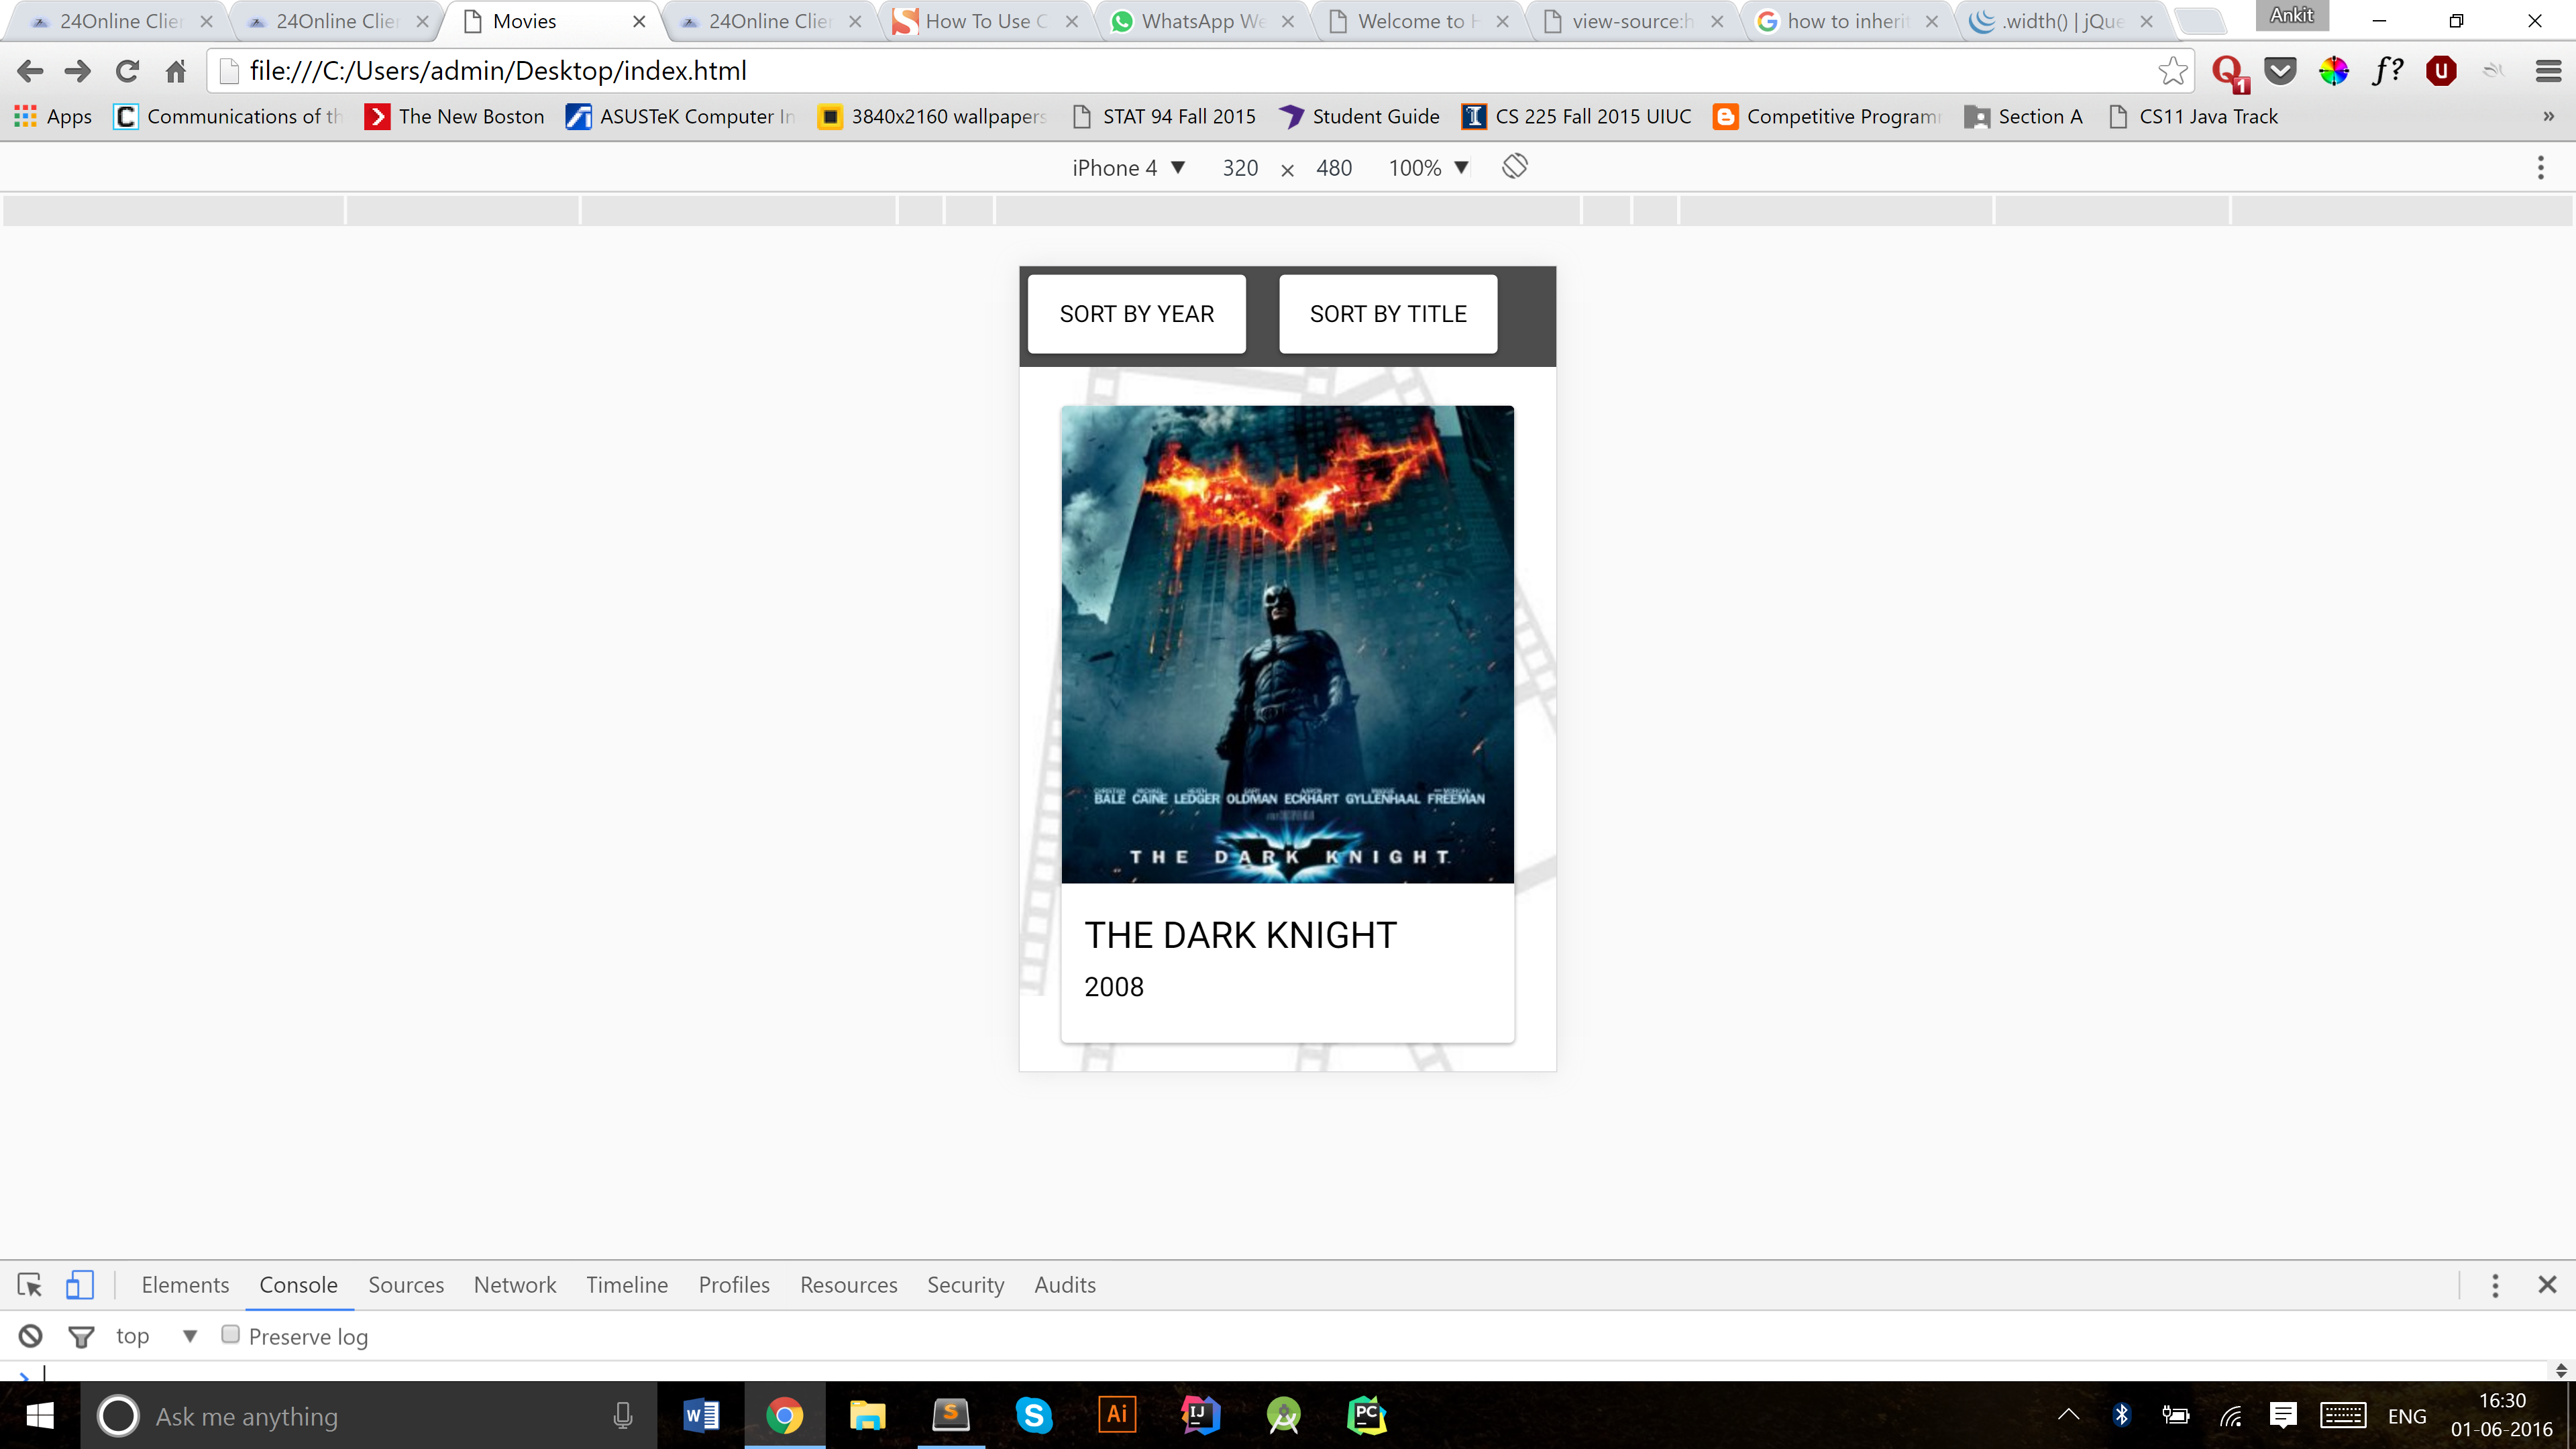 24Online Clie 24Online Clie Movies 24Online Clie How To Use C WhatsApp We Welcome to H view-source:h how to inheri .width() | jQue Ankit
file:///C:/Users/admin/Desktop/index.html 1 f?
Apps Communications of th The New Boston ASUSTeK Computer In 3840x2160 wallpapers STAT 94 Fall 2015 Student Guide CS 225 Fall 2015 UIUC Competitive Program Section A CS11 Java Track »
iPhone 4 320 × 480 100%
SORT BY YEAR SORT BY TITLE
BALE CAINE LEDGER OLDMAN ECKHART GYLLENHAAL FREEMAN
THE DARK KNIGHT
THE DARK KNIGHT
2008
Elements Console Sources Network Timeline Profiles Resources Security Audits
top Preserve log
Ask me anything
ENG
16:30
01-06-2016